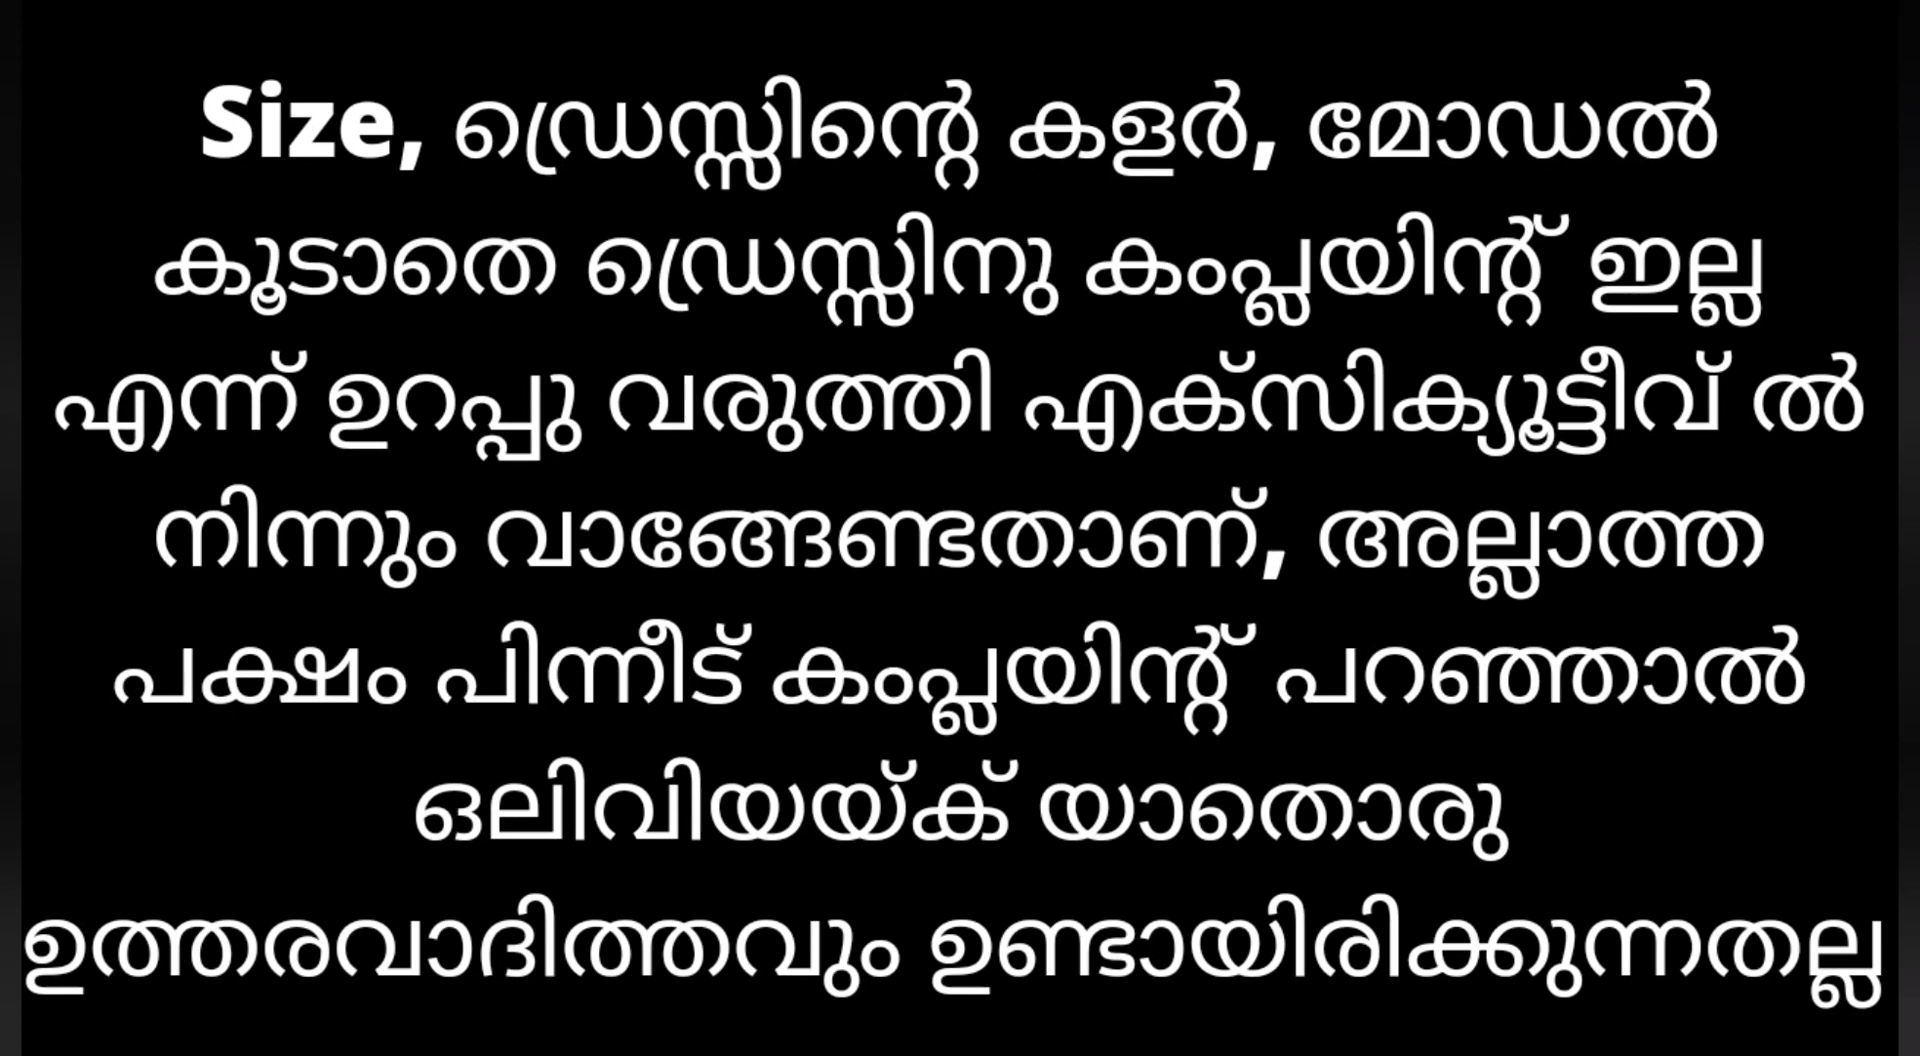 Size, ഡ്രെസ്സിന്റെ കളർ, മോഡൽ
കൂടാതെ ഡ്രെസ്സിനു കംപ്ലയിന്റ് ഇല്ല
എന്ന് ഉറപ്പു വരുത്തി എക്സിക്യൂട്ടീവ് ൽ
നിന്നും വാങ്ങേണ്ടതാണ്, അല്ലാത്ത
പക്ഷം പിന്നീട് കംപ്ലയിന്റ് പറഞ്ഞാൽ
ഒലിവിയയ്ക് യാതൊരു
ഉത്തരവാദിത്തവും ഉണ്ടായിരിക്കുന്നതല്ല